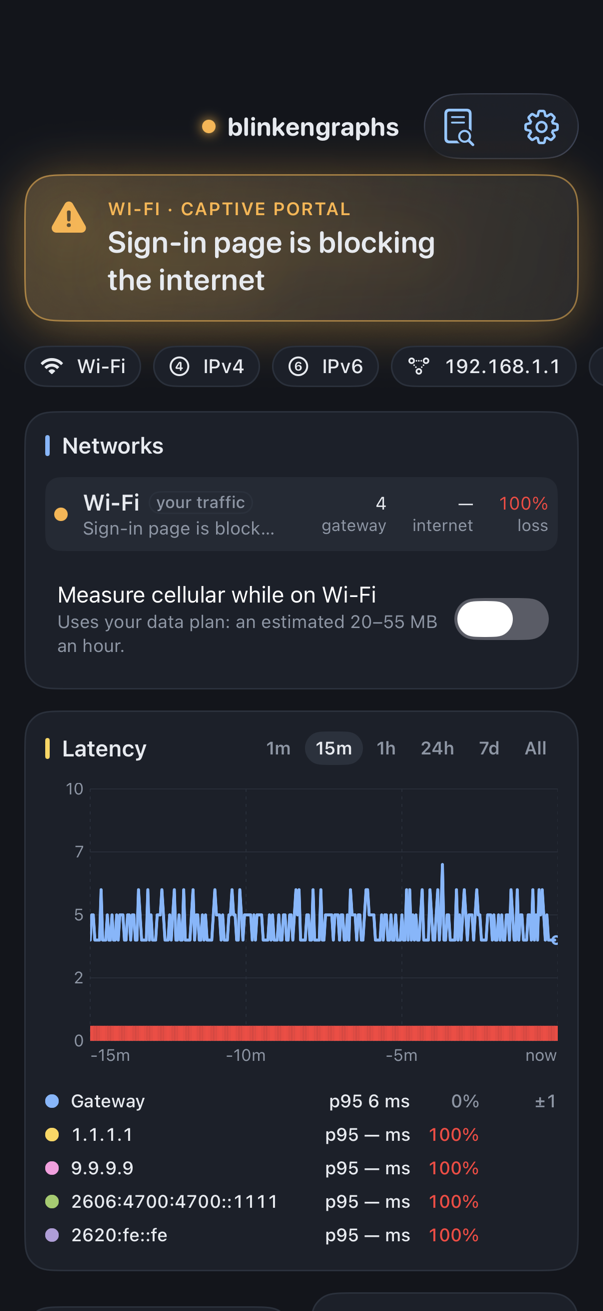 blinkengraphs
WI-FI · CAPTIVE PORTAL
Sign-in page is blocking
the internet
Wi-Fi
4 IPv4
6 IPv6
192.168.1.1
Networks
Wi-Fi your traffic 4 — 100%
Sign-in page is block... gateway internet loss
Measure cellular while on Wi-Fi
Uses your data plan: an estimated 20–55 MB
an hour.
Latency 1m 15m 1h 24h 7d All
10
7
5
2
0
-15m -10m -5m now
Gateway p95 6 ms 0% ±1
1.1.1.1 p95 — ms 100%
9.9.9.9 p95 — ms 100%
2606:4700:4700::1111 p95 — ms 100%
2620:fe::fe p95 — ms 100%